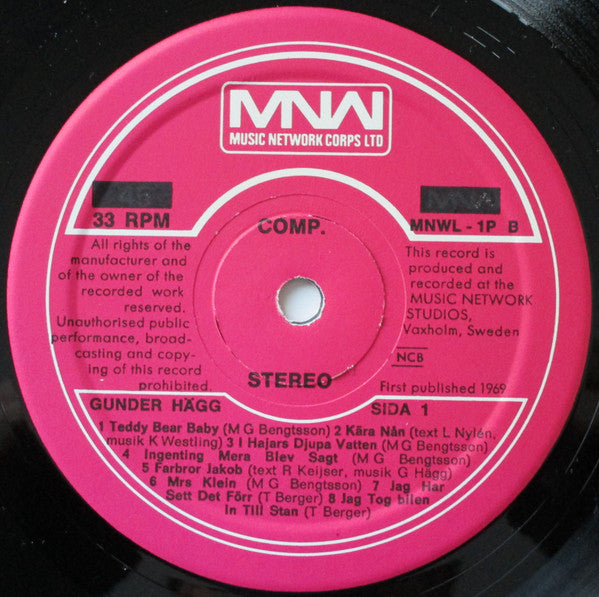 MNW
MUSIC NETWORK CORPS LTD
33 RPM
COMP.
MNWL - 1P B
All rights of the
manufacturer and
of the owner of the
recorded work
reserved.
Unauthorised public
performance, broad-
casting and copy-
ing of this record
prohibited.
This record is
produced and
recorded at the
MUSIC NETWORK
STUDIOS,
Vaxholm, Sweden
NCB
STEREO
First published 1969
GUNDER HÄGG
SIDA 1
1 Teddy Bear Baby (M G Bengtsson) 2 Kära Nån (text L Nylén,
musik K Westling) 3 I Hajars Djupa Vatten (M G Bengtsson)
4 Ingenting Mera Blev Sagt (M G Bengtsson)
5 Farbror Jakob (text R Keijser, musik G Hägg)
6 Mrs Klein (M G Bengtsson) 7 Jag Har
Sett Det Förr (T Berger) 8 Jag Tog bilen
In Till Stan (T Berger)